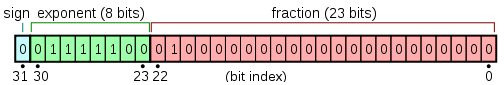 sign exponent (8 bits) fraction (23 bits)
0 0 1 1 1 1 1 0 0 0 1 0 0 0 0 0 0 0 0 0 0 0 0 0 0 0 0 0 0 0 0 0
31 30 23 22 (bit index) 0